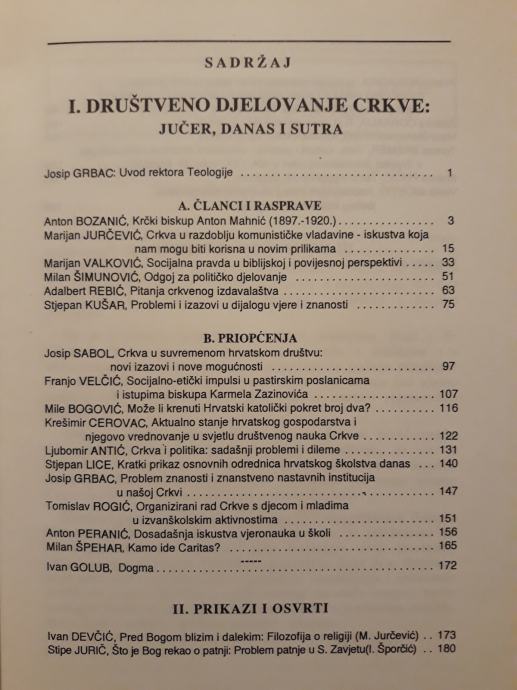 SADRŽAJ
I. DRUŠTVENO DJELOVANJE CRKVE:
JUČER, DANAS I SUTRA
Josip GRBAC: Uvod rektora Teologije ................................ 1
A. ČLANCI I RASPRAVE
Anton BOZANIĆ, Krčki biskup Anton Mahnić (1897.-1920.) ................ 3
Marijan JURČEVIĆ, Crkva u razdoblju komunističke vladavine - iskustva koja
nam mogu biti korisna u novim prilikama ................ 15
Marijan VALKOVIĆ, Socijalna pravda u biblijskoj i povijesnoj perspektivi ..... 33
Milan ŠIMUNOVIĆ, Odgoj za političko djelovanje ........................ 51
Adalbert REBIĆ, Pitanja crkvenog izdavalaštva .......................... 63
Stjepan KUŠAR, Problemi i izazovi u dijalogu vjere i znanosti ............. 75
B. PRIOPĆENJA
Josip SABOL, Crkva u suvremenom hrvatskom društvu:
novi izazovi i nove mogućnosti ........................... 97
Franjo VELČIĆ, Socijalno-etički impulsi u pastirskim poslanicama
i istupima biskupa Karmela Zazinovića ..................... 107
Mile BOGOVIĆ, Može li krenuti Hrvatski katolički pokret broj dva? .......... 116
Krešimir CEROVAC, Aktualno stanje hrvatskog gospodarstva i
njegovo vrednovanje u svjetlu društvenog nauka Crkve ............ 122
Ljubomir ANTIĆ, Crkva i politika: sadašnji problemi i dileme .............. 131
Stjepan LICE, Kratki prikaz osnovnih odrednica hrvatskog školstva danas ... 140
Josip GRBAC, Problem znanosti i znanstveno nastavnih institucija
u našoj Crkvi .......................................... 147
Tomislav ROGIĆ, Organizirani rad Crkve s djecom i mladima
u izvanškolskim aktivnostima ......................... 151
Anton PERANIĆ, Dosadašnja iskustva vjeronauka u školi ................ 156
Milan ŠPEHAR, Kamo ide Caritas? .................................. 165
-----
Ivan GOLUB, Dogma .............................................. 172
II. PRIKAZI I OSVRTI
Ivan DEVČIĆ, Pred Bogom blizim i dalekim: Filozofija o religiji (M. Jurčević) .. 173
Stipe JURIČ, Što je Bog rekao o patnji: Problem patnje u S. Zavjetu(I. Šporčić) .. 180